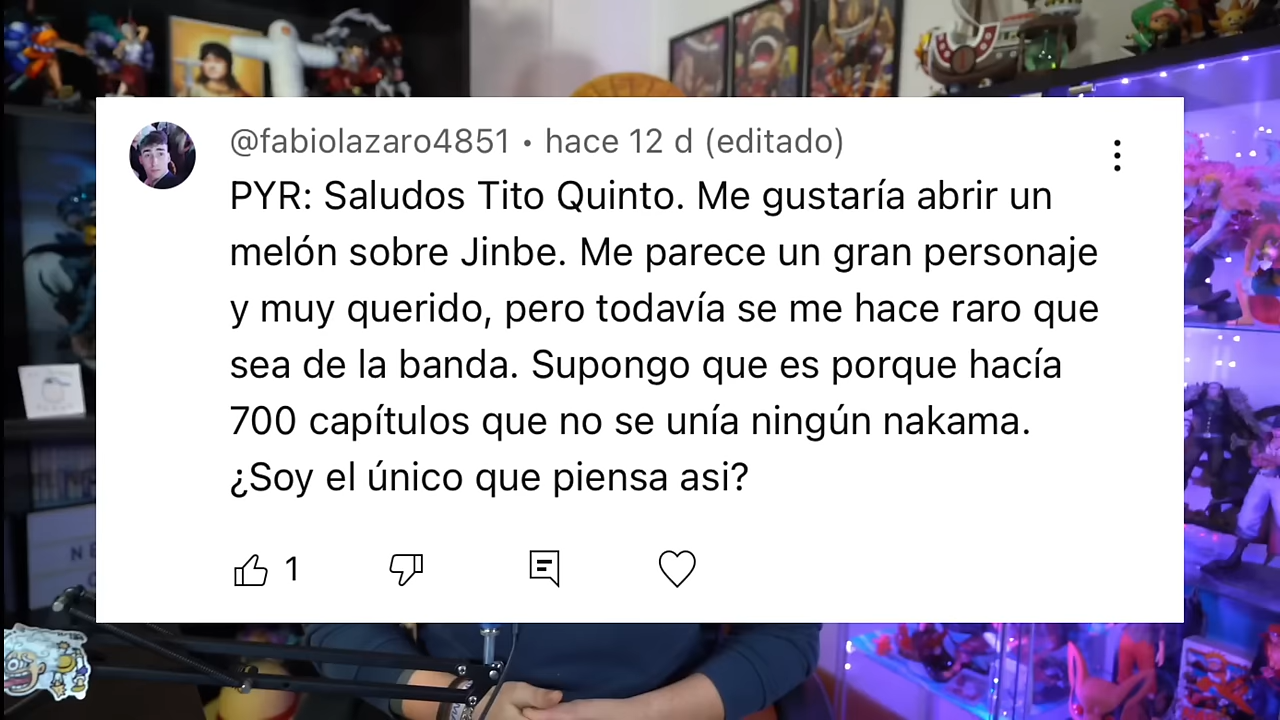 @fabiolazaro4851 • hace 12 d (editado)
PYR: Saludos Tito Quinto. Me gustaría abrir un
melón sobre Jinbe. Me parece un gran personaje
y muy querido, pero todavía se me hace raro que
sea de la banda. Supongo que es porque hacía
700 capítulos que no se unía ningún nakama.
¿Soy el único que piensa asi?
1